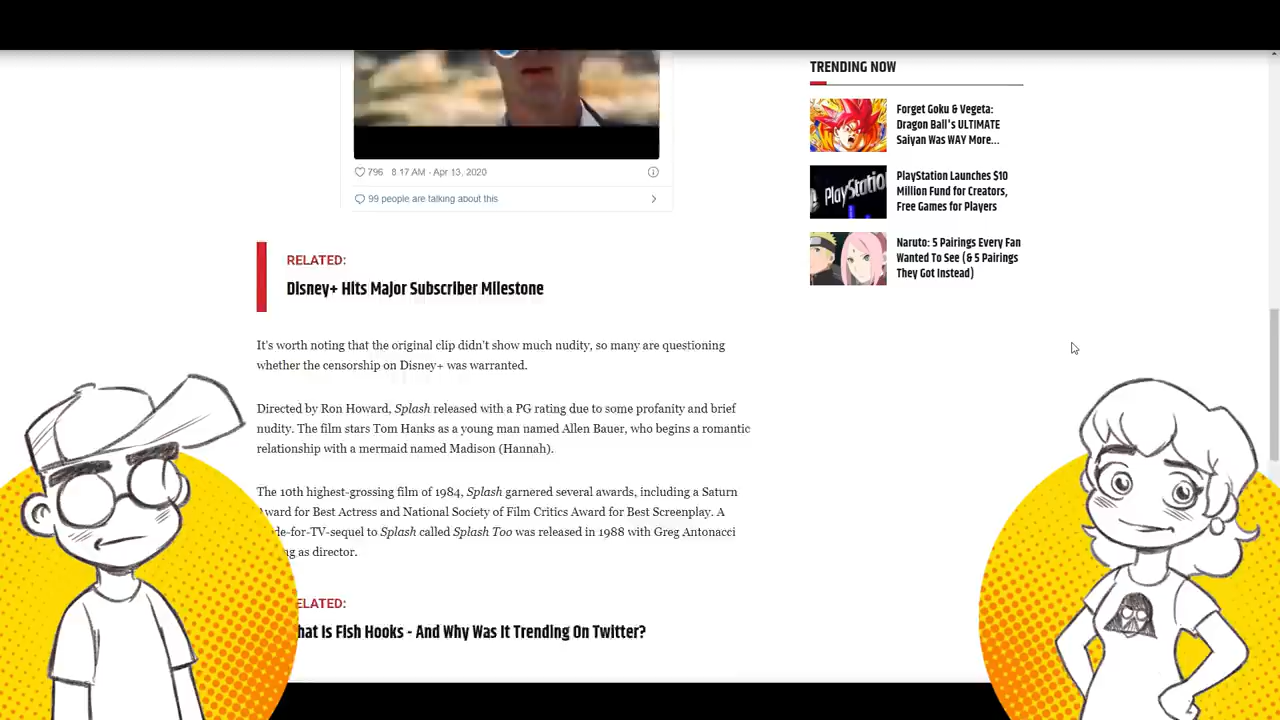 TRENDING NOW
Forget Goku & Vegeta:
Dragon Ball's ULTIMATE
Saiyan Was WAY More...
PlayStation
PlayStation Launches $10
Million Fund for Creators,
Free Games for Players
Naruto: 5 Pairings Every Fan
Wanted To See (& 5 Pairings
They Got Instead)
796 8:17 AM - Apr 13, 2020
99 people are talking about this
RELATED:
Disney+ Hits Major Subscriber Milestone
It's worth noting that the original clip didn't show much nudity, so many are questioning
whether the censorship on Disney+ was warranted.
Directed by Ron Howard, Splash released with a PG rating due to some profanity and brief
nudity. The film stars Tom Hanks as a young man named Allen Bauer, who begins a romantic
relationship with a mermaid named Madison (Hannah).
The 10th highest-grossing film of 1984, Splash garnered several awards, including a Saturn
Award for Best Actress and National Society of Film Critics Award for Best Screenplay. A
de-for-TV-sequel to Splash called Splash Too was released in 1988 with Greg Antonacci
as director.
ELATED:
hat Is Fish Hooks - And Why Was It Trending On Twitter?